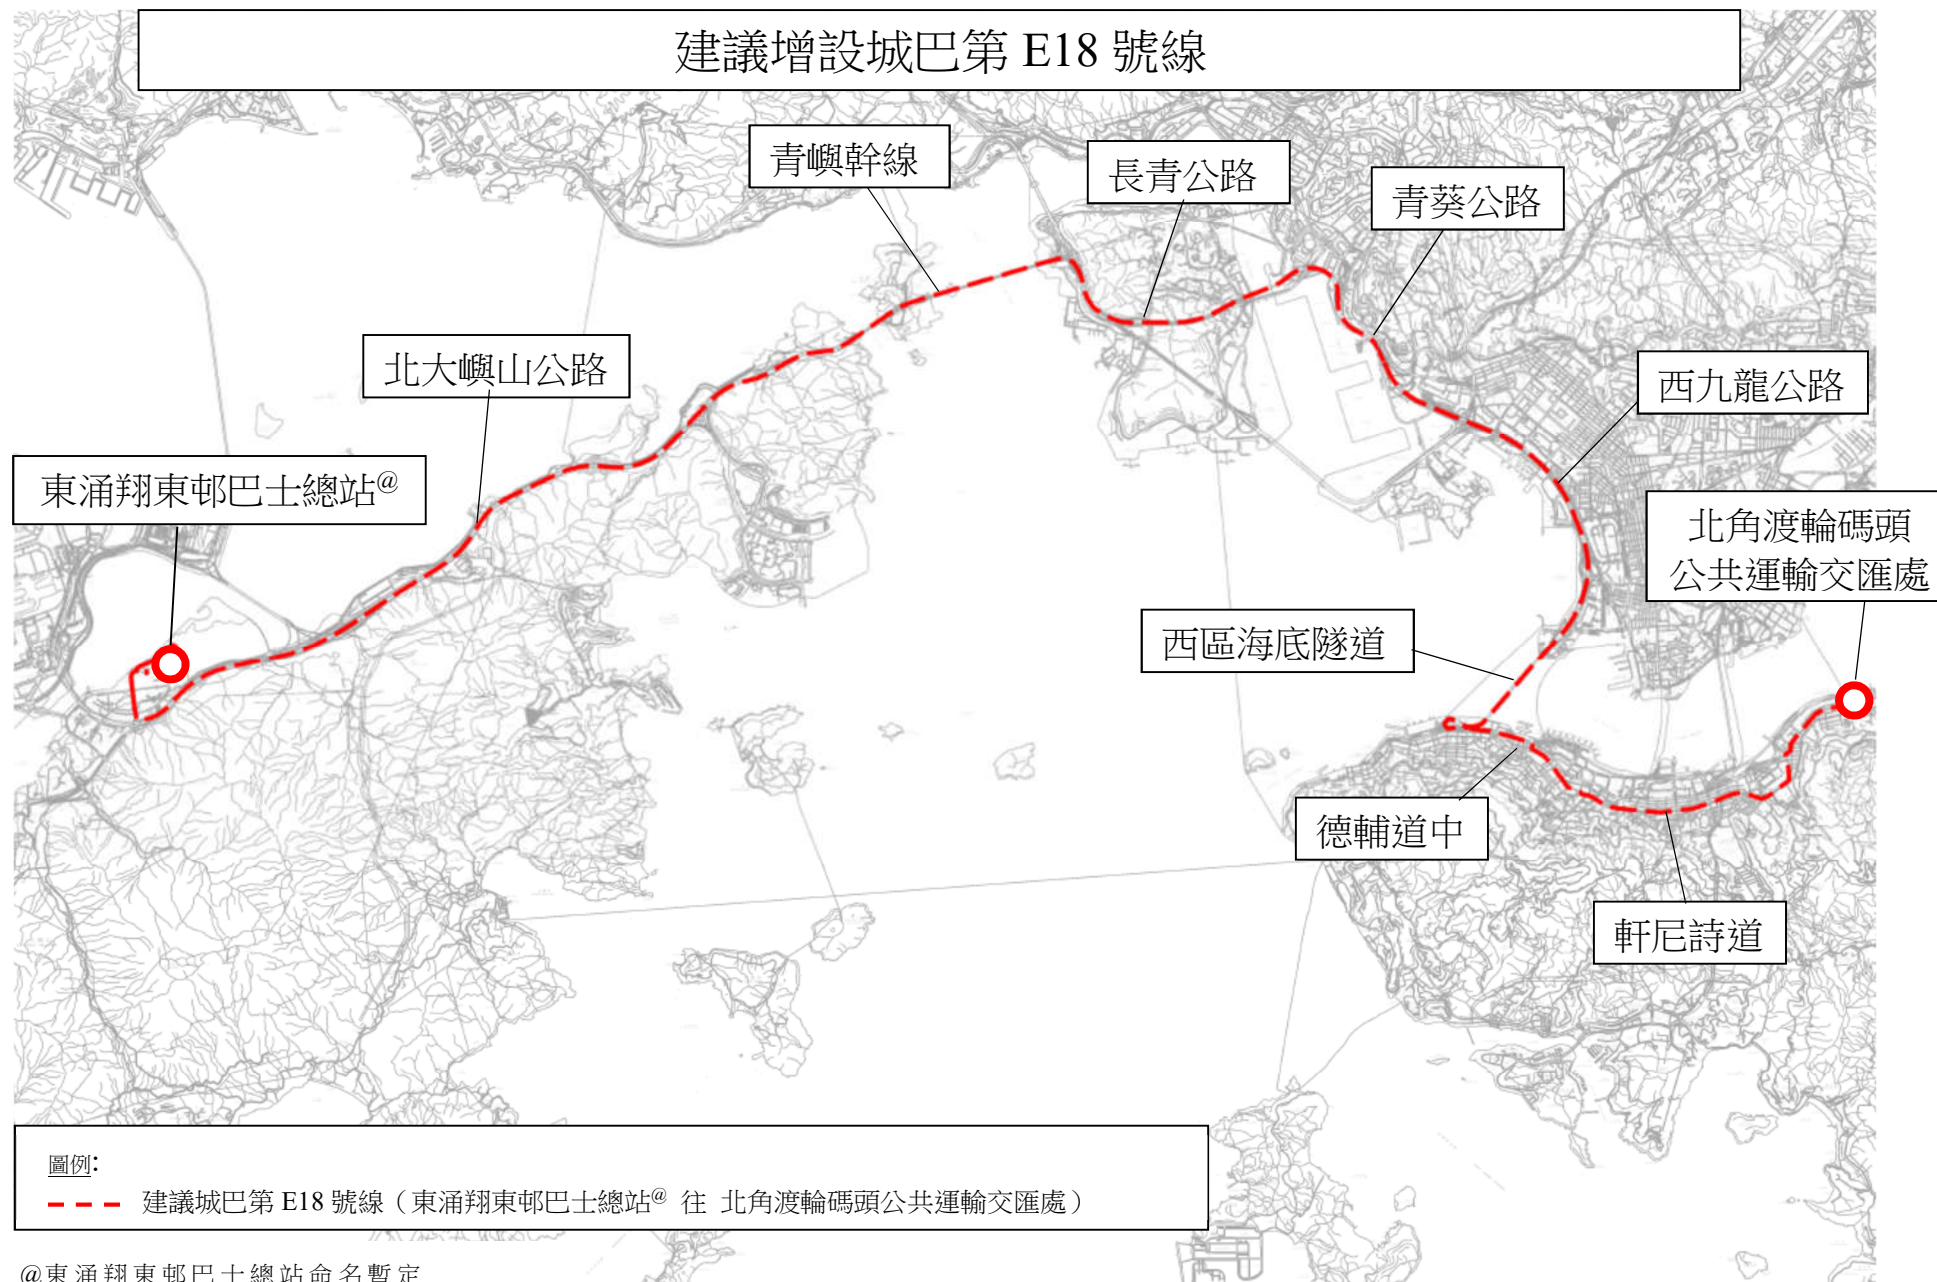 建議增設城巴第 E18 號線
青嶼幹線
長青公路
青葵公路
北大嶼山公路
西九龍公路
東涌翔東邨巴士總站@
北角渡輪碼頭
公共運輸交匯處
西區海底隧道
德輔道中
軒尼詩道
圖例:
建議城巴第 E18 號線（東涌翔東邨巴士總站@ 往 北角渡輪碼頭公共運輸交匯處）
@東涌翔東邨巴士總站命名暫定